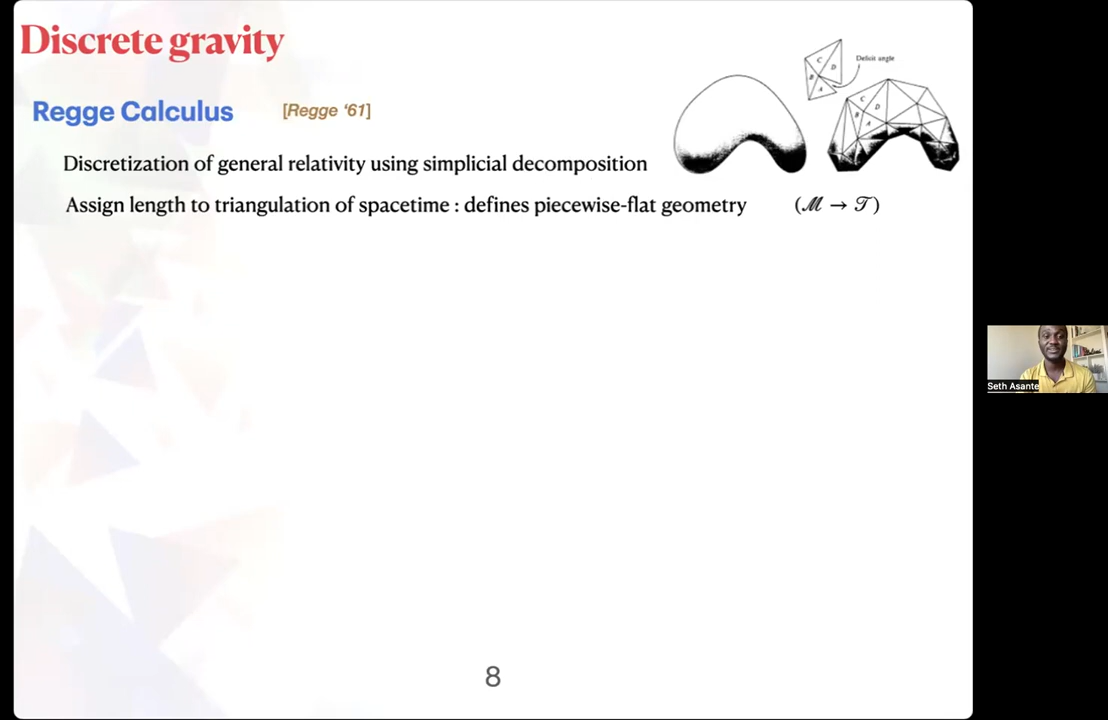 Discrete gravity
Regge Calculus [Regge '61]
Discretization of general relativity using simplicial decomposition
Assign length to triangulation of spacetime : defines piecewise-flat geometry (ℳ → 𝒯)
C
D
B
A
Deficit angle
C
D
B
A
Seth Asante
8